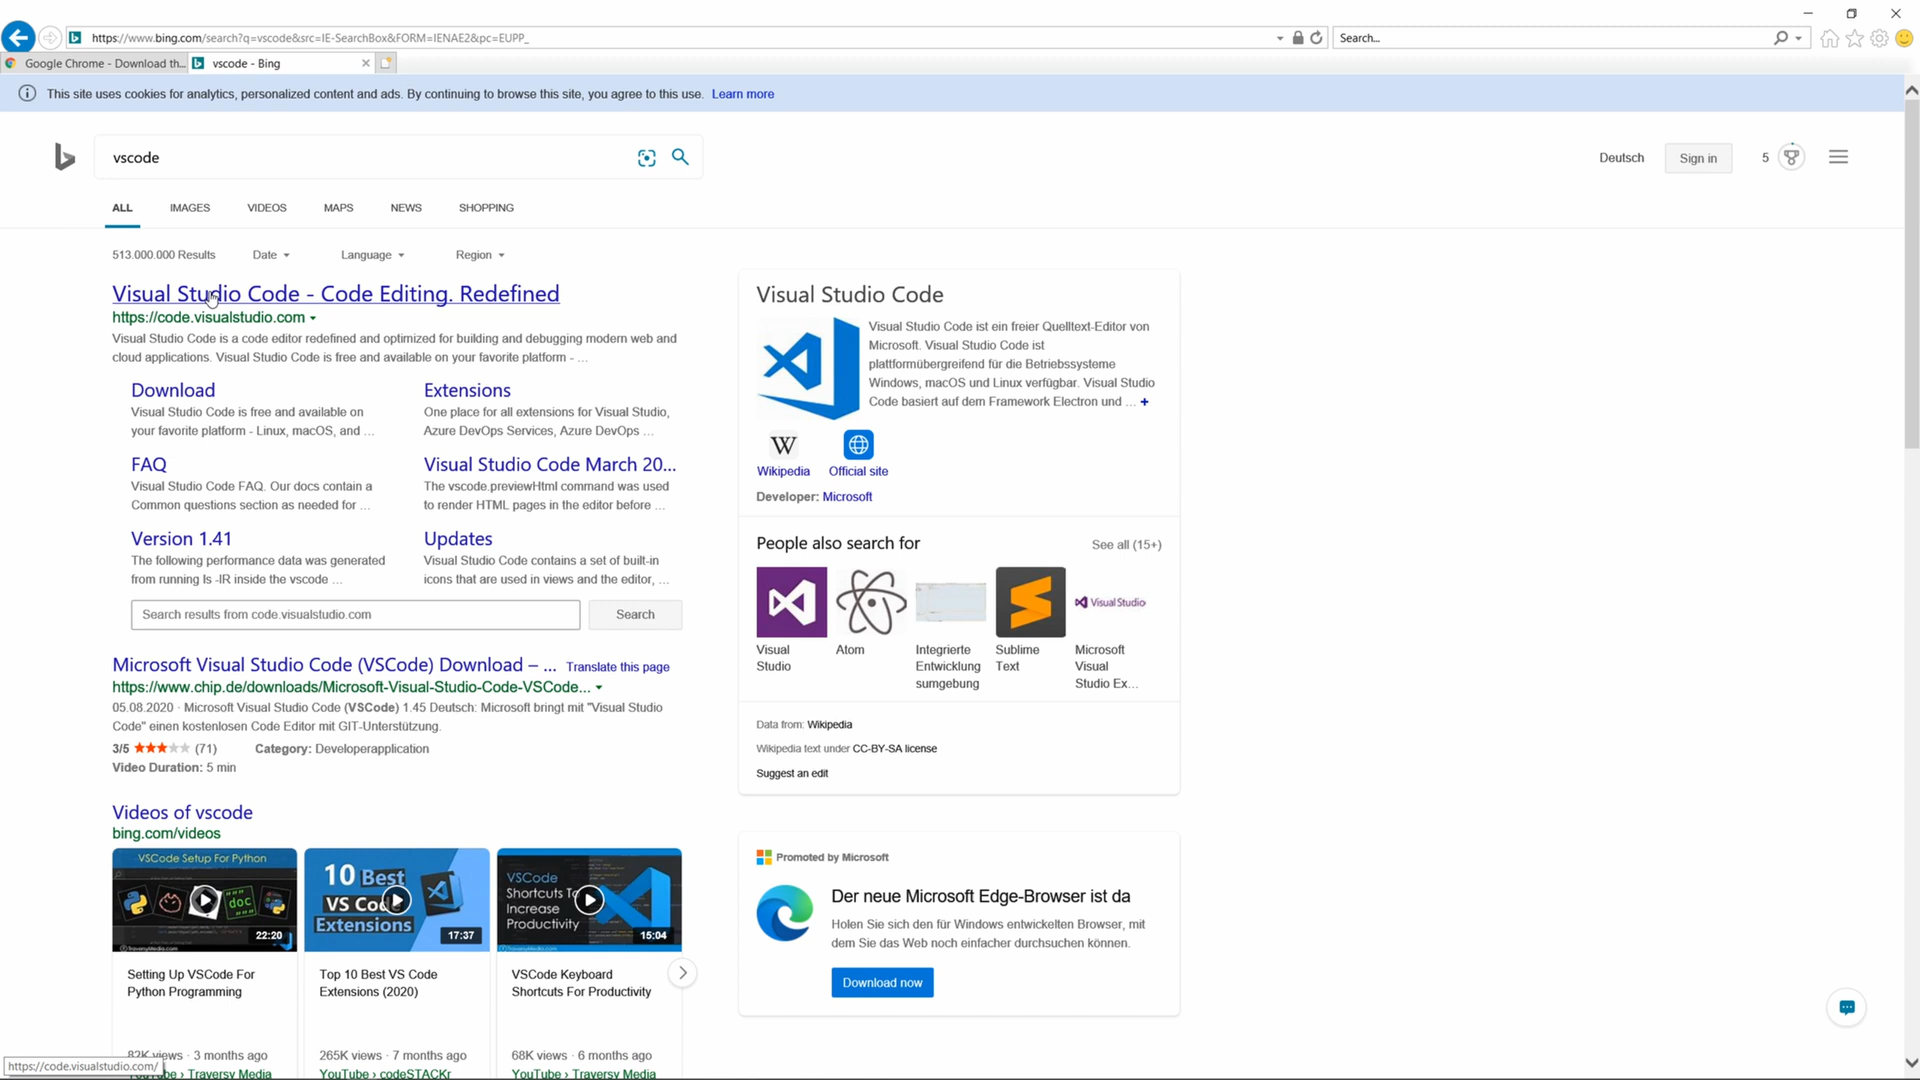 https://www.bing.com/search?q=vscode&src=IE-SearchBox&FORM=IENAE2&pc=EUPP_
Search...
Google Chrome - Download th...
vscode - Bing
This site uses cookies for analytics, personalized content and ads. By continuing to browse this site, you agree to this use. Learn more
vscode
Deutsch
Sign in
5
ALL
IMAGES
VIDEOS
MAPS
NEWS
SHOPPING
513.000.000 Results
Date
Language
Region
Visual Studio Code - Code Editing. Redefined
https://code.visualstudio.com
Visual Studio Code is a code editor redefined and optimized for building and debugging modern web and
cloud applications. Visual Studio Code is free and available on your favorite platform - ...
Download
Visual Studio Code is free and available on
your favorite platform - Linux, macOS, and ...
Extensions
One place for all extensions for Visual Studio,
Azure DevOps Services, Azure DevOps ...
FAQ
Visual Studio Code FAQ. Our docs contain a
Common questions section as needed for ...
Visual Studio Code March 20...
The vscode.previewHtml command was used
to render HTML pages in the editor before ...
Version 1.41
The following performance data was generated
from running ls -lR inside the vscode ...
Updates
Visual Studio Code contains a set of built-in
icons that are used in views and the editor, ...
Search results from code.visualstudio.com
Search
Microsoft Visual Studio Code (VSCode) Download – ... Translate this page
https://www.chip.de/downloads/Microsoft-Visual-Studio-Code-VSCode...
05.08.2020 · Microsoft Visual Studio Code (VSCode) 1.45 Deutsch: Microsoft bringt mit "Visual Studio
Code" einen kostenlosen Code Editor mit GIT-Unterstützung.
3/5 (71) Category: Developerapplication
Video Duration: 5 min
Videos of vscode
bing.com/videos
VSCode Setup For Python
doc
22:20
TraversyMedia.com
10 Best
VS Code
Extensions
17:37
VSCode
Shortcuts To
Increase
Productivity
15:04
TraversyMedia.com
Setting Up VSCode For
Python Programming
Top 10 Best VS Code
Extensions (2020)
VSCode Keyboard
Shortcuts For Productivity
82K views · 3 months ago
265K views · 7 months ago
68K views · 6 months ago
YouTube › Traversy Media
YouTube › codeSTACKr
YouTube › Traversy Media
https://code.visualstudio.com/
Visual Studio Code
Visual Studio Code ist ein freier Quelltext-Editor von
Microsoft. Visual Studio Code ist
plattformübergreifend für die Betriebssysteme
Windows, macOS und Linux verfügbar. Visual Studio
Code basiert auf dem Framework Electron und ... +
W
Wikipedia
Official site
Developer: Microsoft
People also search for
See all (15+)
Visual Studio
Visual
Studio
Atom
Integrierte
Entwicklung
sumgebung
Sublime
Text
Microsoft
Visual
Studio Ex...
Data from: Wikipedia
Wikipedia text under CC-BY-SA license
Suggest an edit
Promoted by Microsoft
Der neue Microsoft Edge-Browser ist da
Holen Sie sich den für Windows entwickelten Browser, mit
dem Sie das Web noch einfacher durchsuchen können.
Download now